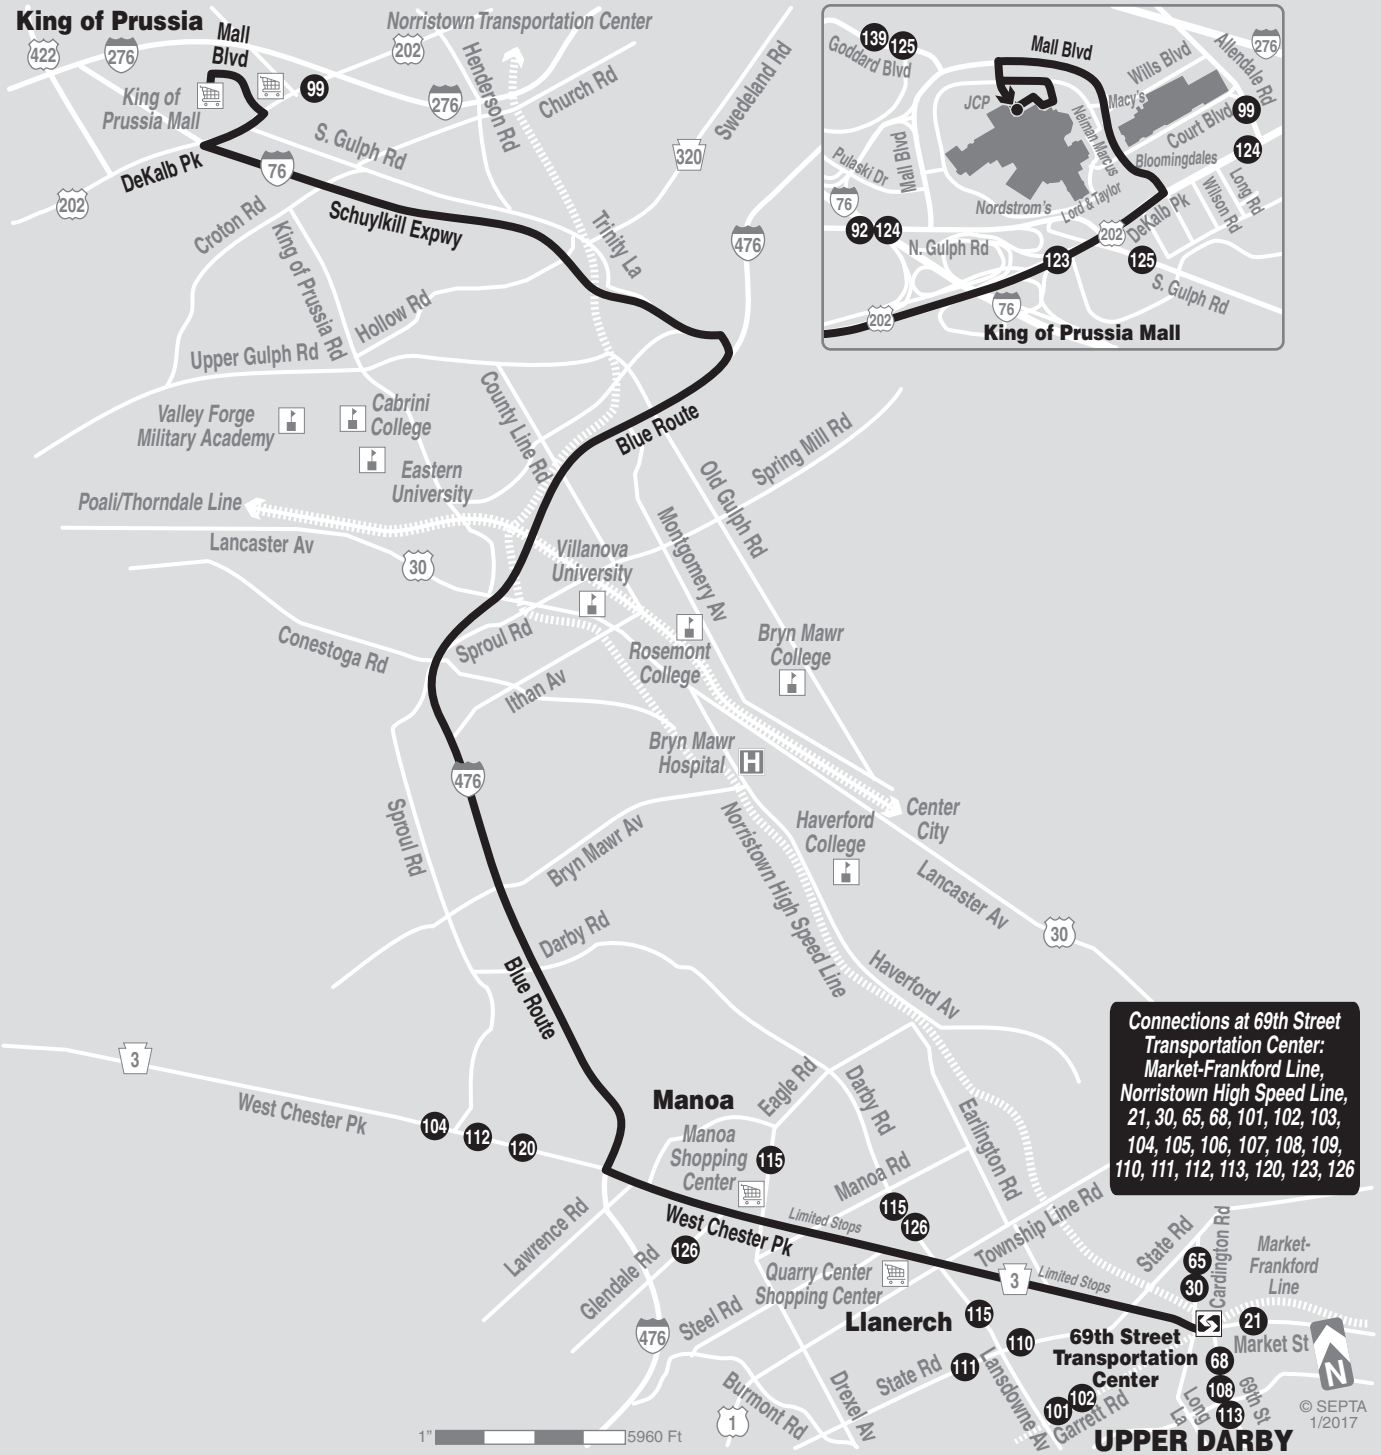 King of Prussia
Mall
Blvd
Norristown Transportation Center
422
276
202
99
King of
Prussia Mall
276
Henderson Rd
Church Rd
Swedeland Rd
S. Gulph Rd
320
DeKalb Pk
76
202
Schuylkill Expwy
Croton Rd
King of Prussia Rd
Trinity La
476
Hollow Rd
Upper Gulph Rd
139
125
Goddard Blvd
Mall Blvd
Wills Blvd
Allendale Rd
276
JCP
Macy's
99
Neiman Marcus
Court Blvd
Mall Blvd
Pulaski Dr
Bloomingdales
124
76
Nordstrom's
Lord & Taylor
Wilson Rd
Long Rd
92
124
N. Gulph Rd
202
DeKalb Pk
123
125
S. Gulph Rd
202
76
King of Prussia Mall
Valley Forge
Military Academy
Cabrini
College
County Line Rd
Blue Route
Eastern
University
Old Gulph Rd
Spring Mill Rd
Poali/Thorndale Line
Lancaster Av
30
Villanova
University
Montgomery Av
Conestoga Rd
Sproul Rd
Rosemont
College
Bryn Mawr
College
Ithan Av
Bryn Mawr
Hospital
H
476
Sproul Rd
Bryn Mawr Av
Norristown High Speed Line
Haverford
College
Center
City
Lancaster Av
30
Darby Rd
Blue Route
Haverford Av
3
West Chester Pk
104
112
120
Manoa
Eagle Rd
Darby Rd
Earlington Rd
Manoa
Shopping
Center
115
Manoa Rd
Connections at 69th Street
Transportation Center:
Market-Frankford Line,
Norristown High Speed Line,
21, 30, 65, 68, 101, 102, 103,
104, 105, 106, 107, 108, 109,
110, 111, 112, 113, 120, 123, 126
Lawrence Rd
West Chester Pk
Limited Stops
115
126
Township Line Rd
State Rd
Cardington Rd
Glendale Rd
126
Quarry Center
Shopping Center
3
Limited Stops
65
30
Market-
Frankford
Line
476
Steel Rd
Llanerch
115
110
69th Street
Transportation
Center
21
Market St
68
Burmont Rd
Drexel Av
State Rd
111
Lansdowne Av
101
102
Garrett Rd
Long
La
108
113
69th St
N
1
1"
5960 Ft
UPPER DARBY
© SEPTA
1/2017